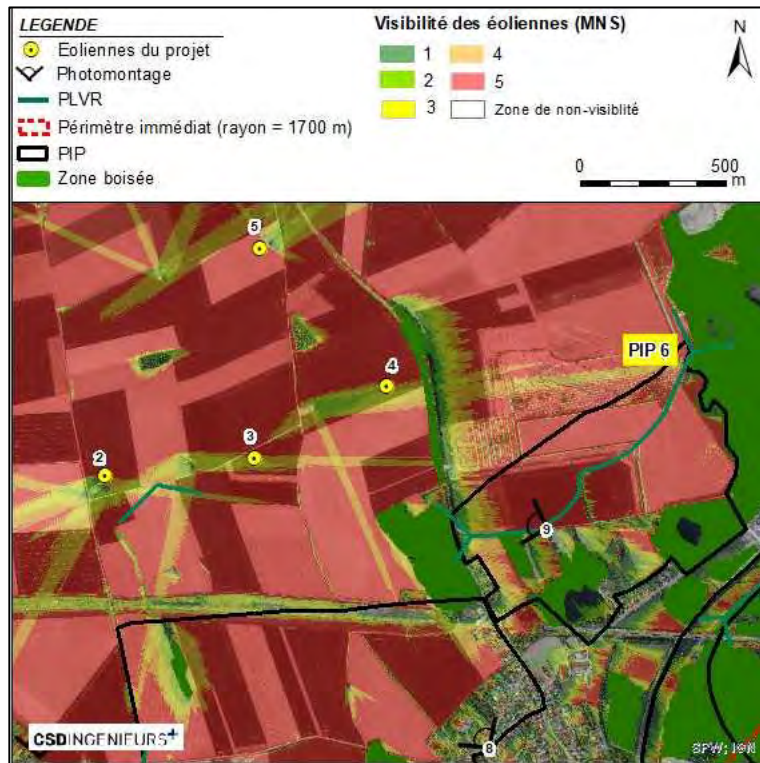 LEGENDE
Eoliennes du projet
Photomontage
PLVR
Périmètre immédiat (rayon = 1700 m)
PIP
Zone boisée
Visibilité des éoliennes (MNS)
1
4
2
5
3
Zone de non-visiblité
N
0 500
m
5
PIP 6
4
3
2
9
8
CSDINGENIEURS+
SPW; IGN